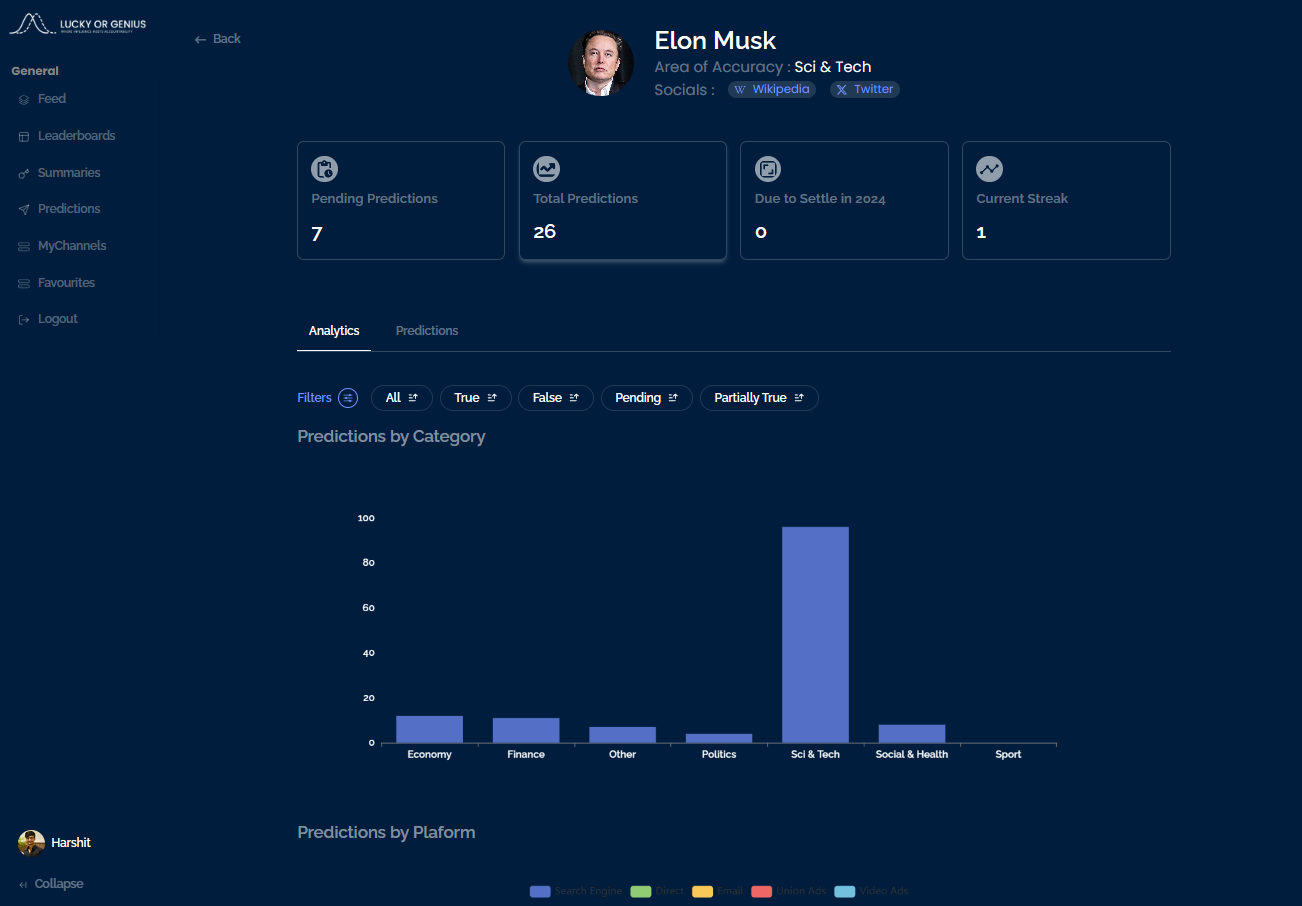 LUCKY OR GENIUS
WHERE INTELLIGENCE MEETS ACCOUNTABILITY
Back
General
Feed
Leaderboards
Summaries
Predictions
MyChannels
Favourites
Logout
Elon Musk
Area of Accuracy : Sci & Tech
Socials : W Wikipedia X Twitter
Pending Predictions
7
Total Predictions
26
Due to Settle in 2024
0
Current Streak
1
Analytics Predictions
Filters All True False Pending Partially True
Predictions by Category
100
80
60
40
20
0
Economy Finance Other Politics Sci & Tech Social & Health Sport
Predictions by Plaform
Search Engine Direct Email Union Ads Video Ads
Harshit
Collapse